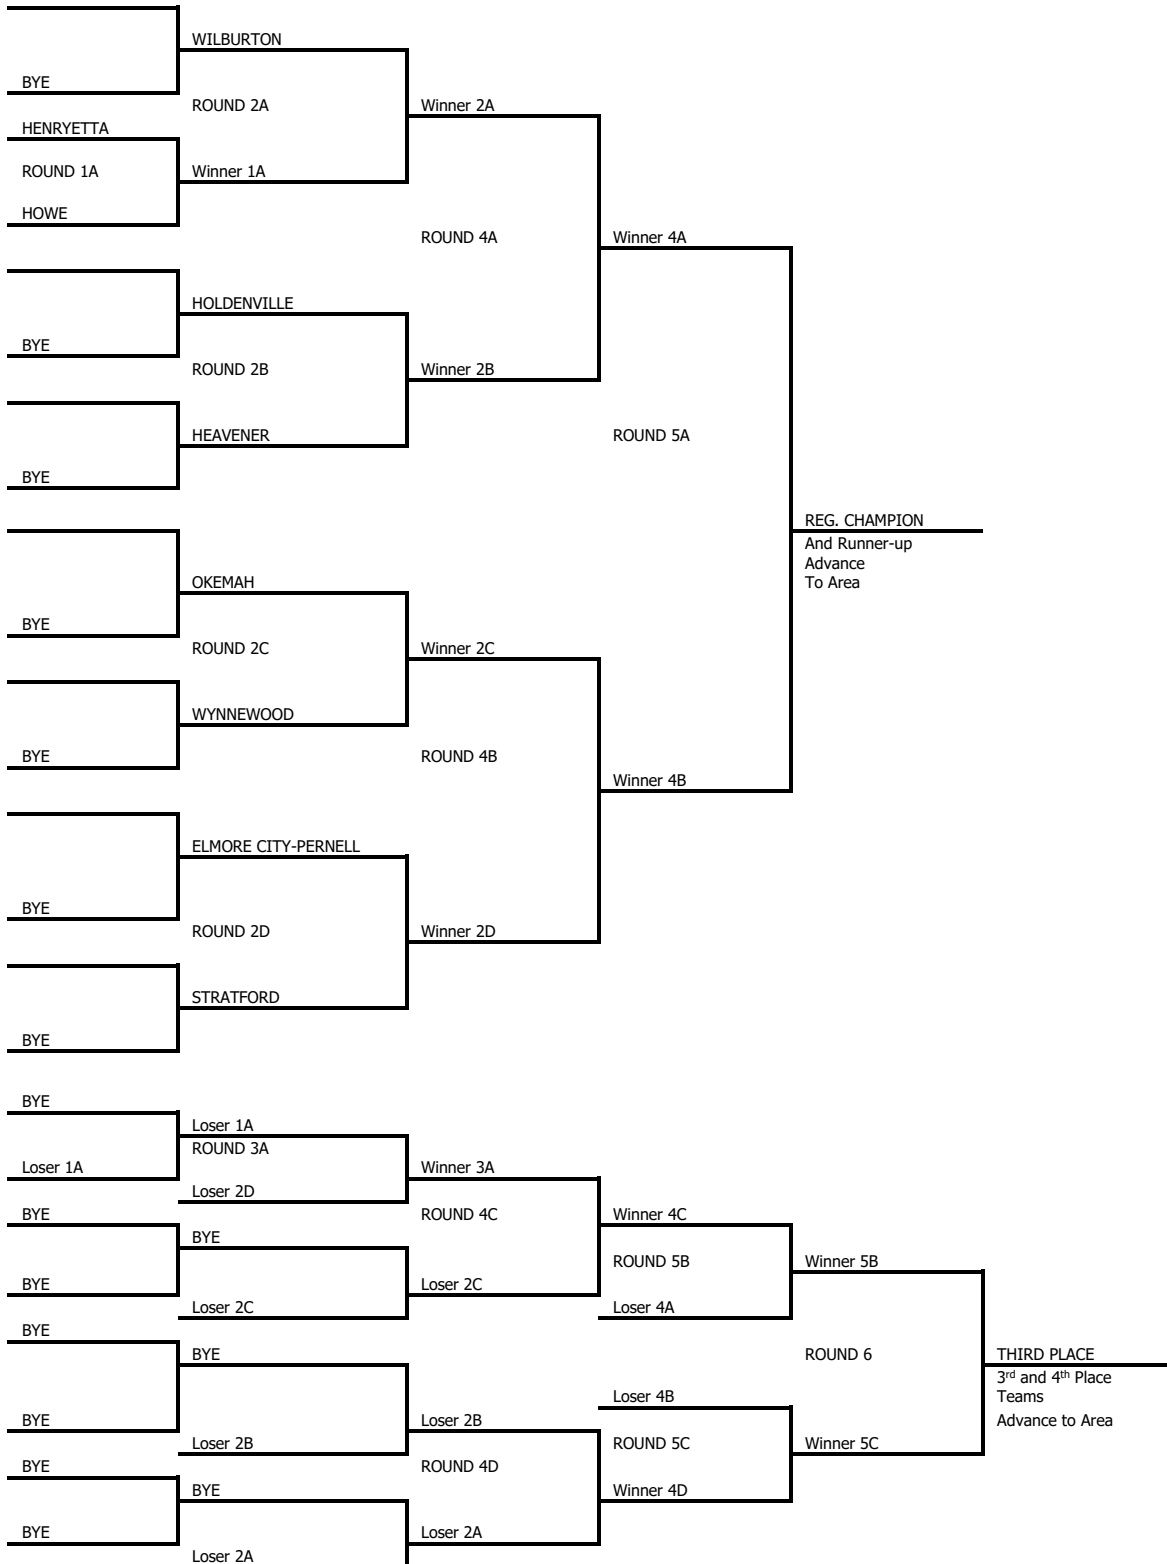 WILBURTON
BYE
ROUND 2A
Winner 2A
HENRYETTA
ROUND 1A
Winner 1A
HOWE
ROUND 4A
Winner 4A
HOLDENVILLE
BYE
ROUND 2B
Winner 2B
HEAVENER
ROUND 5A
BYE
REG. CHAMPION
And Runner-up
Advance
To Area
OKEMAH
BYE
ROUND 2C
Winner 2C
WYNNEWOOD
BYE
ROUND 4B
Winner 4B
ELMORE CITY-PERNELL
BYE
ROUND 2D
Winner 2D
STRATFORD
BYE
BYE
Loser 1A
ROUND 3A
Loser 1A
Winner 3A
Loser 2D
BYE
ROUND 4C
Winner 4C
BYE
ROUND 5B
Winner 5B
BYE
Loser 2C
Loser 2C
Loser 4A
BYE
BYE
ROUND 6
THIRD PLACE
3rd and 4th Place
Teams
Advance to Area
Loser 4B
BYE
Loser 2B
Loser 2B
ROUND 5C
Winner 5C
BYE
ROUND 4D
BYE
Winner 4D
BYE
Loser 2A
Loser 2A